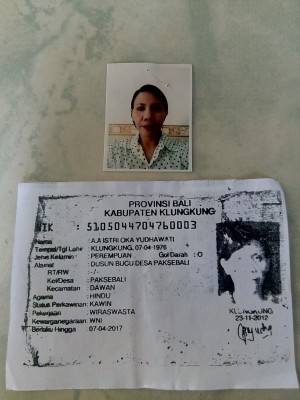 PROVINSI BALI
KABUPATEN KLUNGKUNG
NIK : 5105044704760003
Nama : A.A ISTRI OKA YUDHAWATI
Tempat/Tgl Lahir : KLUNGKUNG, 07-04-1976
Jenis Kelamin : PEREMPUAN Gol Darah : O
Alamat : DUSUN BUCU DESA PAKSEBALI
RT/RW : - / -
Kel/Desa : PAKSEBALI
Kecamatan : DAWAN
Agama : HINDU
Status Perkawinan : KAWIN
Pekerjaan : WIRASWASTA
Kewarganegaraan : WNI
Berlaku Hingga : 07-04-2017
KLUNGKUNG
23-11-2012